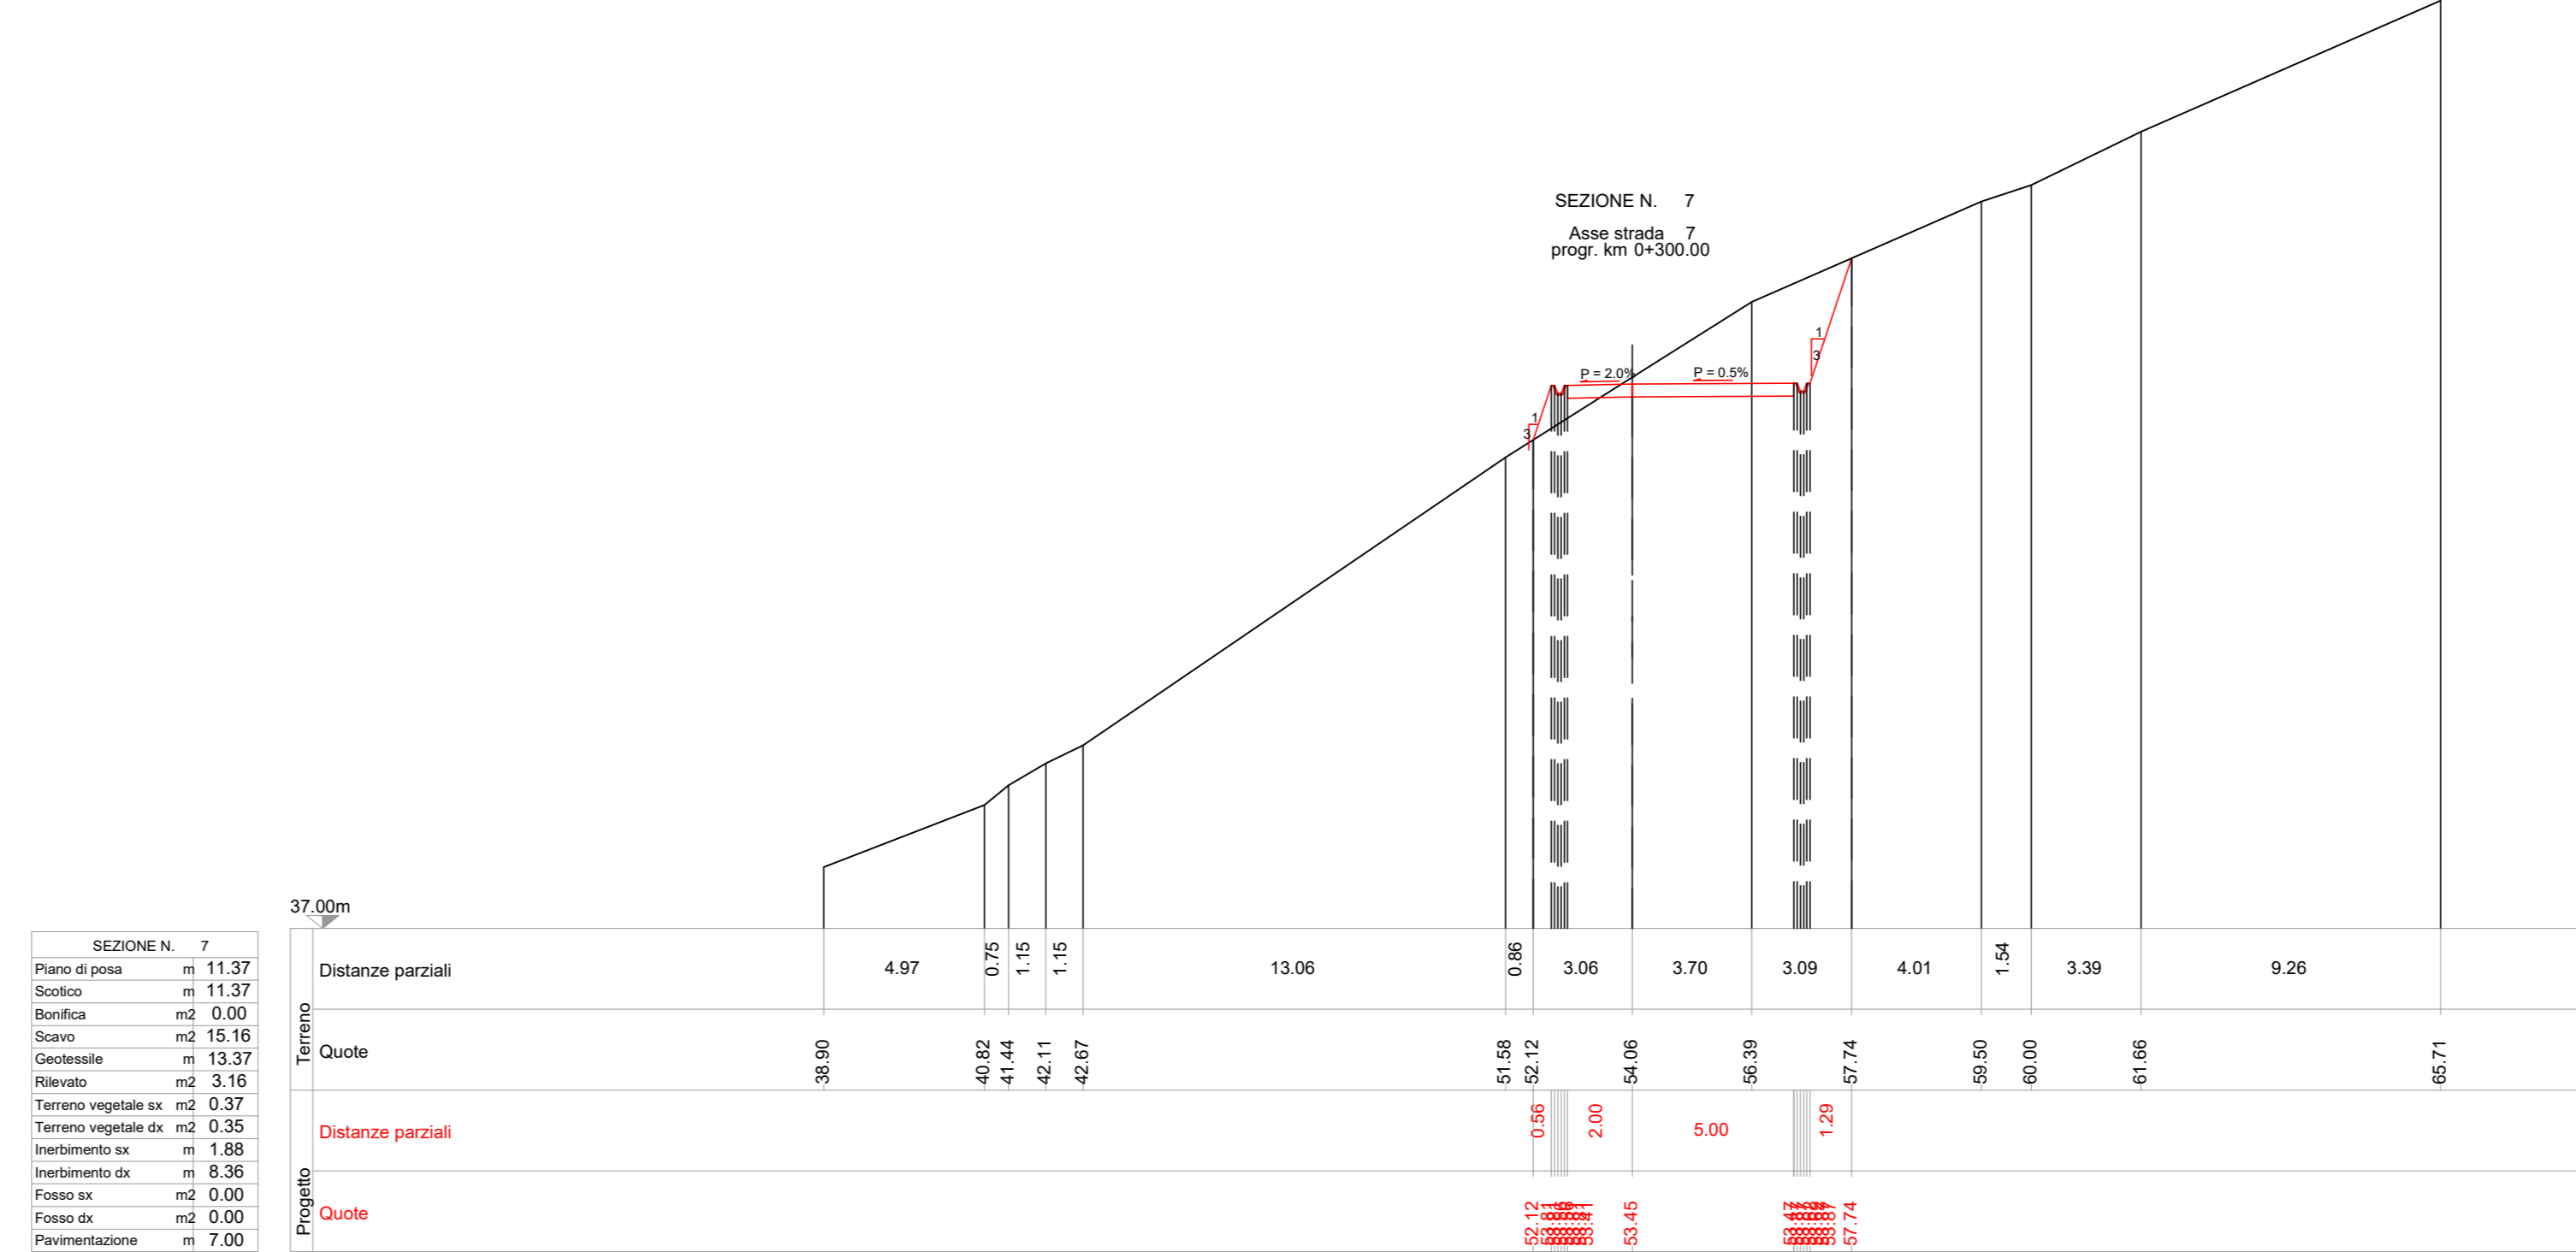 SEZIONE N. 7
Asse strada 7
progr. km 0+300.00
P = 2.0%
P = 0.5%
1
3
1
3
37.00m
SEZIONE N. 7
Piano di posa m 11.37
Scotico m 11.37
Bonifica m2 0.00
Scavo m2 15.16
Geotessile m 13.37
Rilevato m2 3.16
Terreno vegetale sx m2 0.37
Terreno vegetale dx m2 0.35
Inerbimento sx m 1.88
Inerbimento dx m 8.36
Fosso sx m2 0.00
Fosso dx m2 0.00
Pavimentazione m 7.00
Terreno
Distanze parziali 4.97 0.75 1.15 1.15 13.06 0.86 3.06 3.70 3.09 4.01 1.54 3.39 9.26
Quote 38.90 40.82 41.44 42.11 42.67 51.58 52.12 54.06 56.39 57.74 59.50 60.00 61.66 65.71
Progetto
Distanze parziali 0.56 2.00 5.00 1.29
Quote 52.12 53.41 53.45 53.47 53.87 57.74